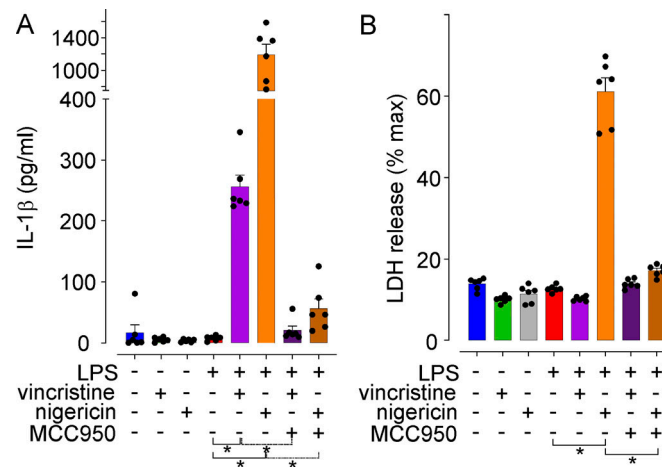 A
IL-1β (pg/ml)
1400
1000
400
300
200
100
0
LPS - - - + + + + +
vincristine - + - - + - + -
nigericin - - + - - + - +
MCC950 - - - - - - + +
* *
* *
B
LDH release (% max)
60
40
20
0
LPS - - - + + + + +
vincristine - + - - + - + -
nigericin - - + - - + - +
MCC950 - - - - - - + +
*
*